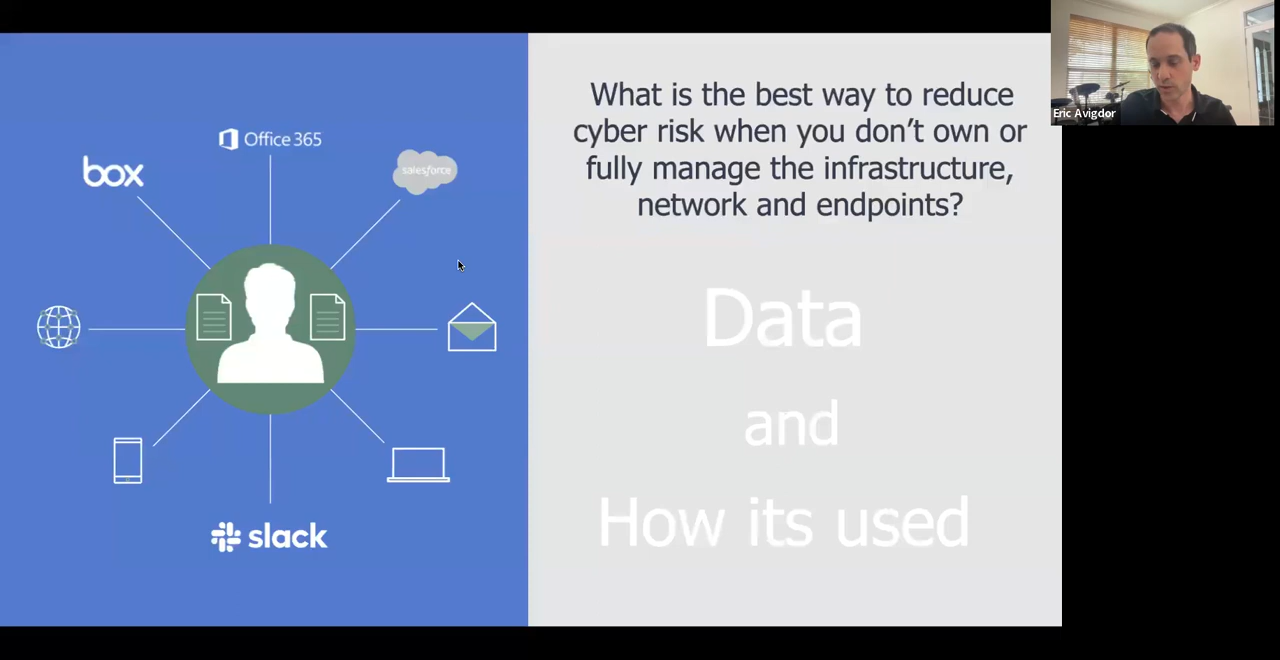 Office 365
box
salesforce
slack
What is the best way to reduce
cyber risk when you don’t own or
fully manage the infrastructure,
network and endpoints?
Data
and
How its used
Eric Avigdor